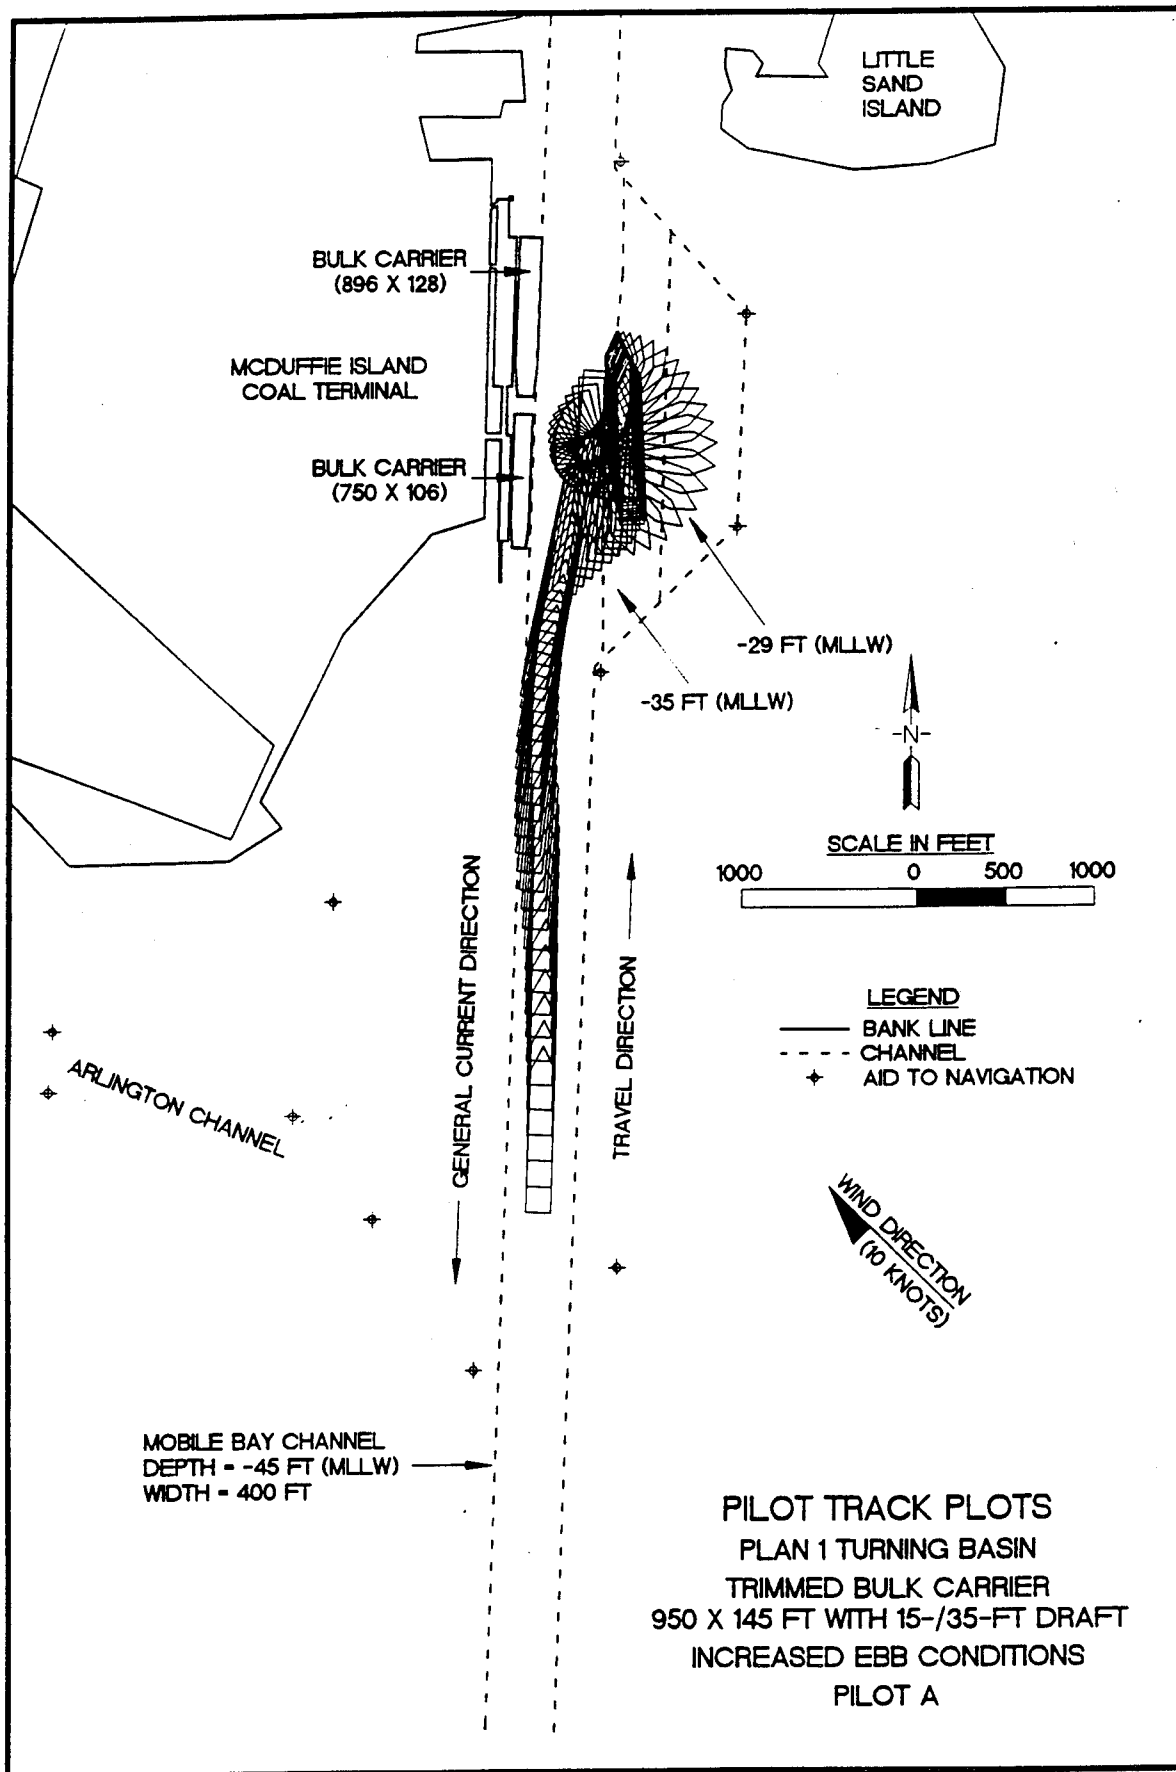 LITTLE
SAND
ISLAND
BULK CARRIER
(896 X 128)
MCDUFFIE ISLAND
COAL TERMINAL
BULK CARRIER
(750 X 106)
-29 FT (MLLW)
-35 FT (MLLW)
-N-
SCALE IN FEET
1000 0 500 1000
GENERAL CURRENT DIRECTION
TRAVEL DIRECTION
LEGEND
BANK LINE
CHANNEL
AID TO NAVIGATION
ARLINGTON CHANNEL
WIND DIRECTION
(10 KNOTS)
MOBILE BAY CHANNEL
DEPTH = -45 FT (MLLW)
WIDTH = 400 FT
PILOT TRACK PLOTS
PLAN 1 TURNING BASIN
TRIMMED BULK CARRIER
950 X 145 FT WITH 15-/35-FT DRAFT
INCREASED EBB CONDITIONS
PILOT A